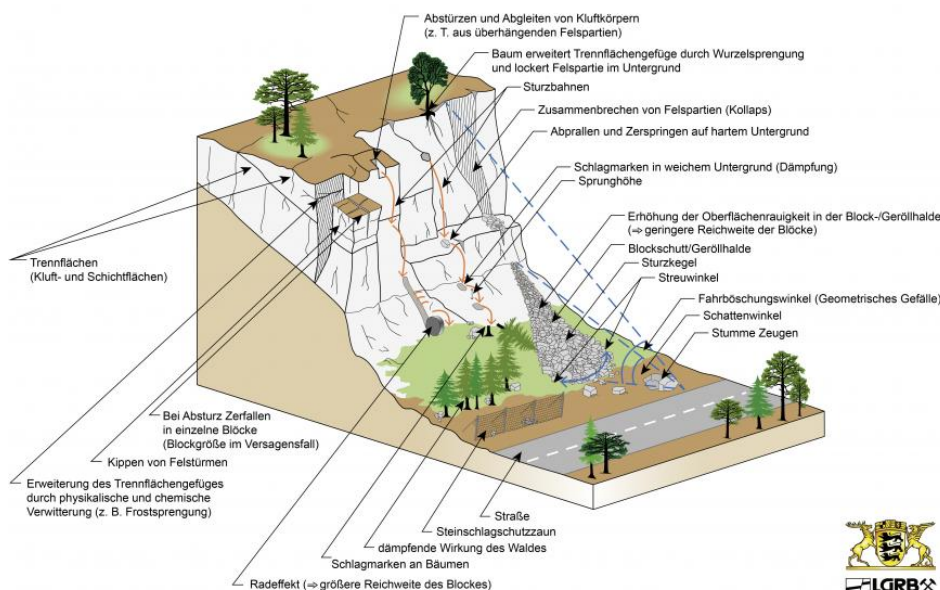 Abstürzen und Abgleiten von Kluftkörpern
(z. T. aus überhängenden Felspartien)
Baum erweitert Trennflächengefüge durch Wurzelsprengung
und lockert Felspartie im Untergrund
Sturzbahnen
Zusammenbrechen von Felspartien (Kollaps)
Abprallen und Zerspringen auf hartem Untergrund
Schlagmarken in weichem Untergrund (Dämpfung)
Sprunghöhe
Erhöhung der Oberflächenrauigkeit in der Block-/Geröllhalde
(⇒ geringere Reichweite der Blöcke)
Blockschutt/Geröllhalde
Sturzkegel
Streuwinkel
Fahrböschungswinkel (Geometrisches Gefälle)
Schattenwinkel
Stumme Zeugen
Trennflächen
(Kluft- und Schichtflächen)
Bei Absturz Zerfallen
in einzelne Blöcke
(Blockgröße im Versagensfall)
Kippen von Felstürmen
Erweiterung des Trennflächengefüges
durch physikalische und chemische
Verwitterung (z. B. Frostsprengung)
Straße
Steinschlagschutzzaun
dämpfende Wirkung des Waldes
Schlagmarken an Bäumen
Radeffekt (⇒ größere Reichweite des Blockes)
LGRB